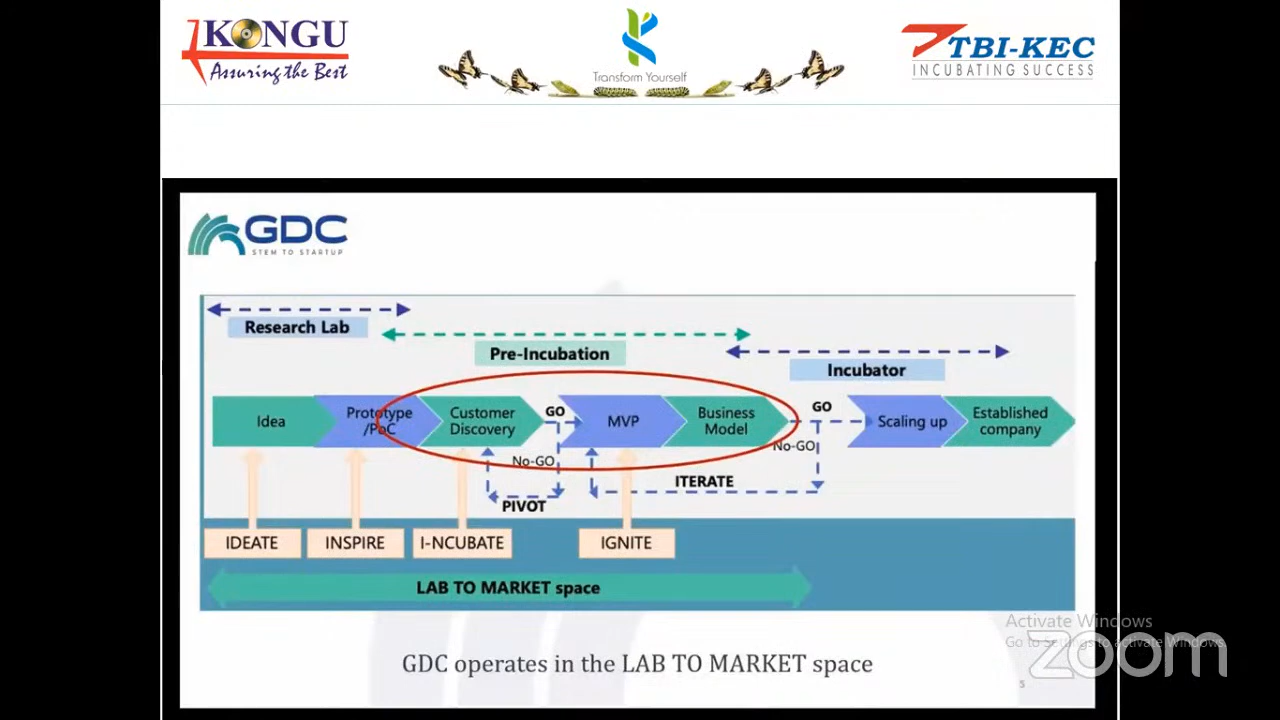 KONGU
Assuring the Best
Transform Yourself
TBI-KEC
INCUBATING SUCCESS
GDC
STEM TO STARTUP
Research Lab
Pre-Incubation
Incubator
Idea
Prototype
/PoC
Customer
Discovery
GO
MVP
Business
Model
GO
Scaling up
Established
company
No-GO
No-GO
PIVOT
ITERATE
IDEATE
INSPIRE
I-NCUBATE
IGNITE
LAB TO MARKET space
GDC operates in the LAB TO MARKET space
5
Activate Windows
Go to Settings to activate Windows.
zoom